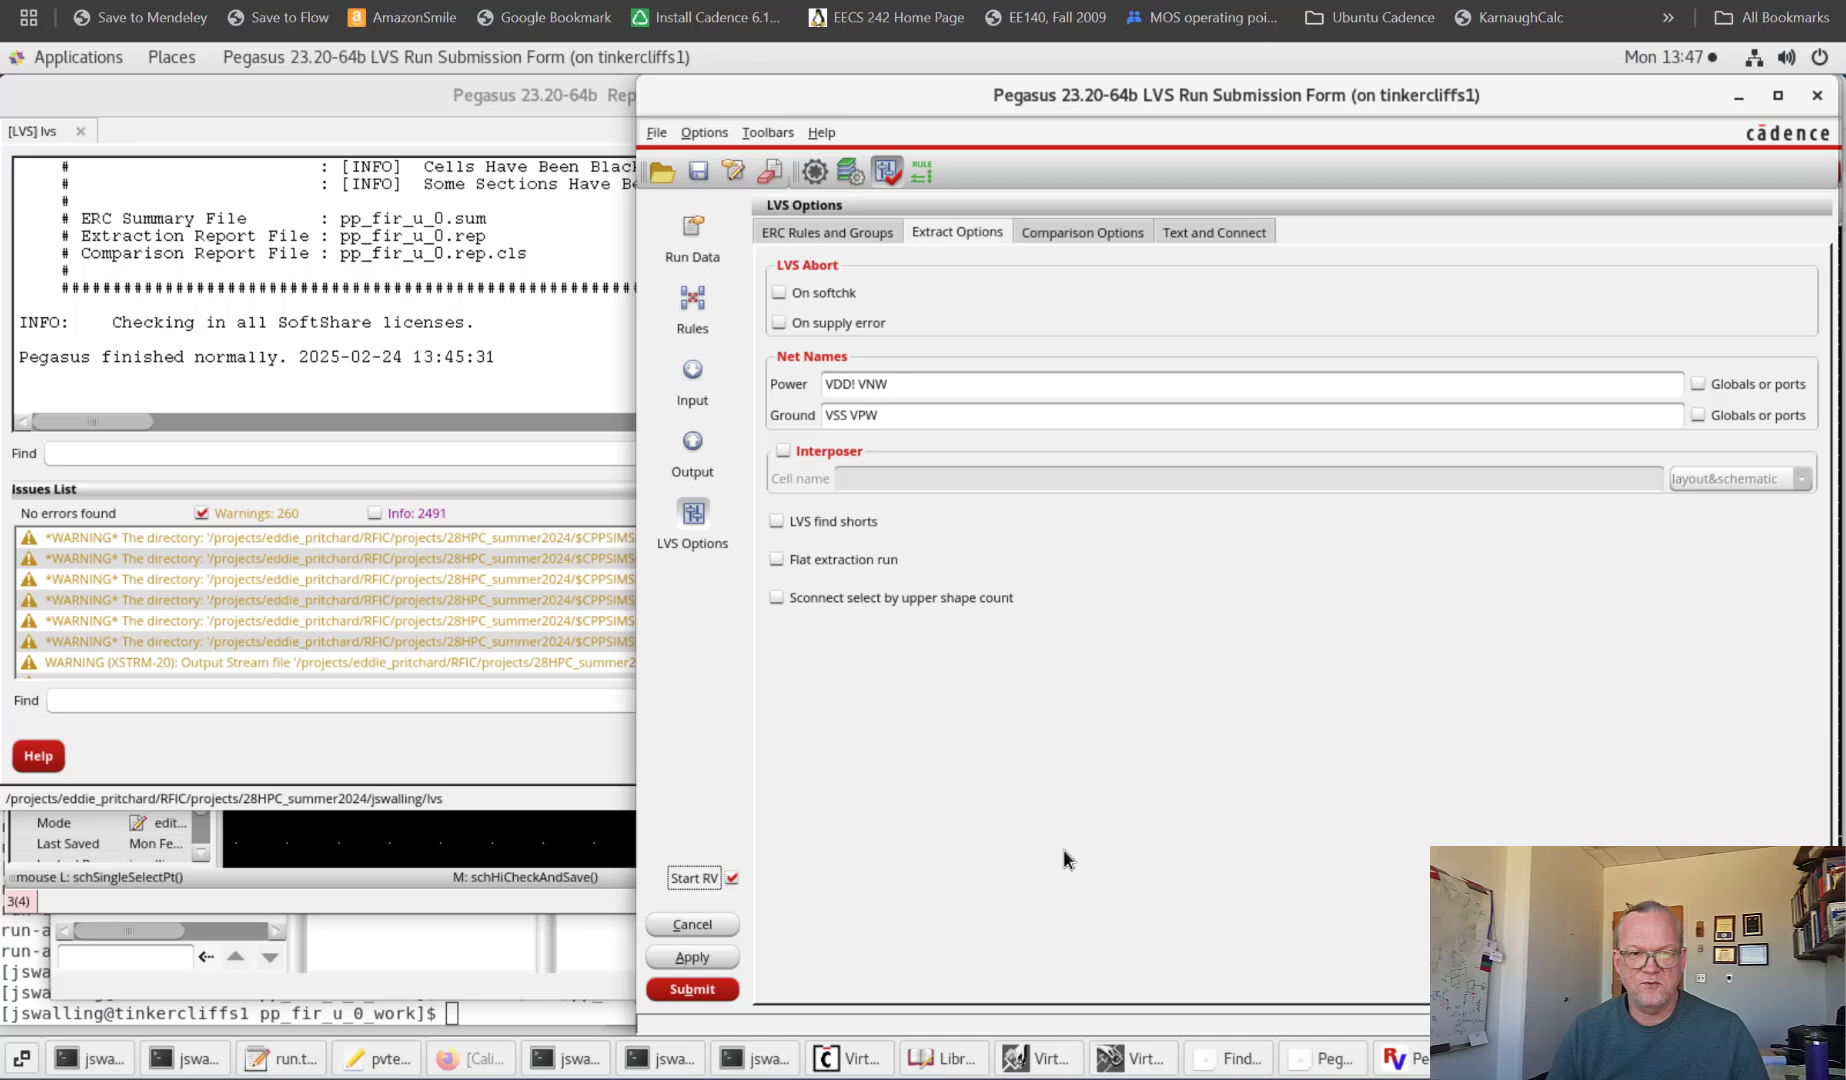 Save to Mendeley
Save to Flow
AmazonSmile
Google Bookmark
Install Cadence 6.1...
EECS 242 Home Page
EE140, Fall 2009
MOS operating poi...
Ubuntu Cadence
KarnaughCalc
»
All Bookmarks
Applications
Places
Pegasus 23.20-64b LVS Run Submission Form (on tinkercliffs1)
Mon 13:47
Pegasus 23.20-64b Rep
[LVS] lvs
# : [INFO] Cells Have Been Blac
# : [INFO] Some Sections Have Be
#
# ERC Summary File : pp_fir_u_0.sum
# Extraction Report File : pp_fir_u_0.rep
# Comparison Report File : pp_fir_u_0.rep.cls
#
INFO: Checking in all SoftShare licenses.
Pegasus finished normally. 2025-02-24 13:45:31
Find
Issues List
No errors found
Warnings: 260
Info: 2491
*WARNING* The directory: '/projects/eddie_pritchard/RFIC/projects/28HPC_summer2024/$CPPSIMS
*WARNING* The directory: '/projects/eddie_pritchard/RFIC/projects/28HPC_summer2024/$CPPSIMS
*WARNING* The directory: '/projects/eddie_pritchard/RFIC/projects/28HPC_summer2024/$CPPSIMS
*WARNING* The directory: '/projects/eddie_pritchard/RFIC/projects/28HPC_summer2024/$CPPSIMS
*WARNING* The directory: '/projects/eddie_pritchard/RFIC/projects/28HPC_summer2024/$CPPSIMS
*WARNING* The directory: '/projects/eddie_pritchard/RFIC/projects/28HPC_summer2024/$CPPSIMS
WARNING (XSTRM-20): Output Stream file '/projects/eddie_pritchard/RFIC/projects/28HPC_summer2
Find
Help
/projects/eddie_pritchard/RFIC/projects/28HPC_summer2024/jswalling/lvs
Mode
edit...
Last Saved
Mon Fe...
mouse L: schSingleSelectPt()
M: schHiCheckAndSave()
3(4)
run-a
run-a
[jswa
[jswa
[jswalling@tinkercliffs1 pp_fir_u_0_work]$
Pegasus 23.20-64b LVS Run Submission Form (on tinkercliffs1)
File
Options
Toolbars
Help
cādence
RULE
Run Data
Rules
Input
Output
LVS Options
LVS Options
ERC Rules and Groups
Extract Options
Comparison Options
Text and Connect
LVS Abort
On softchk
On supply error
Net Names
Power
VDD! VNW
Globals or ports
Ground
VSS VPW
Globals or ports
Interposer
Cell name
layout&schematic
LVS find shorts
Flat extraction run
Sconnect select by upper shape count
Start RV
Cancel
Apply
Submit
jswa...
jswa...
run.t...
pvte...
[Cali...
jswa...
jswa...
jswa...
Virt...
Libr...
Virt...
Virt...
Find...
Peg...
RV
Pe